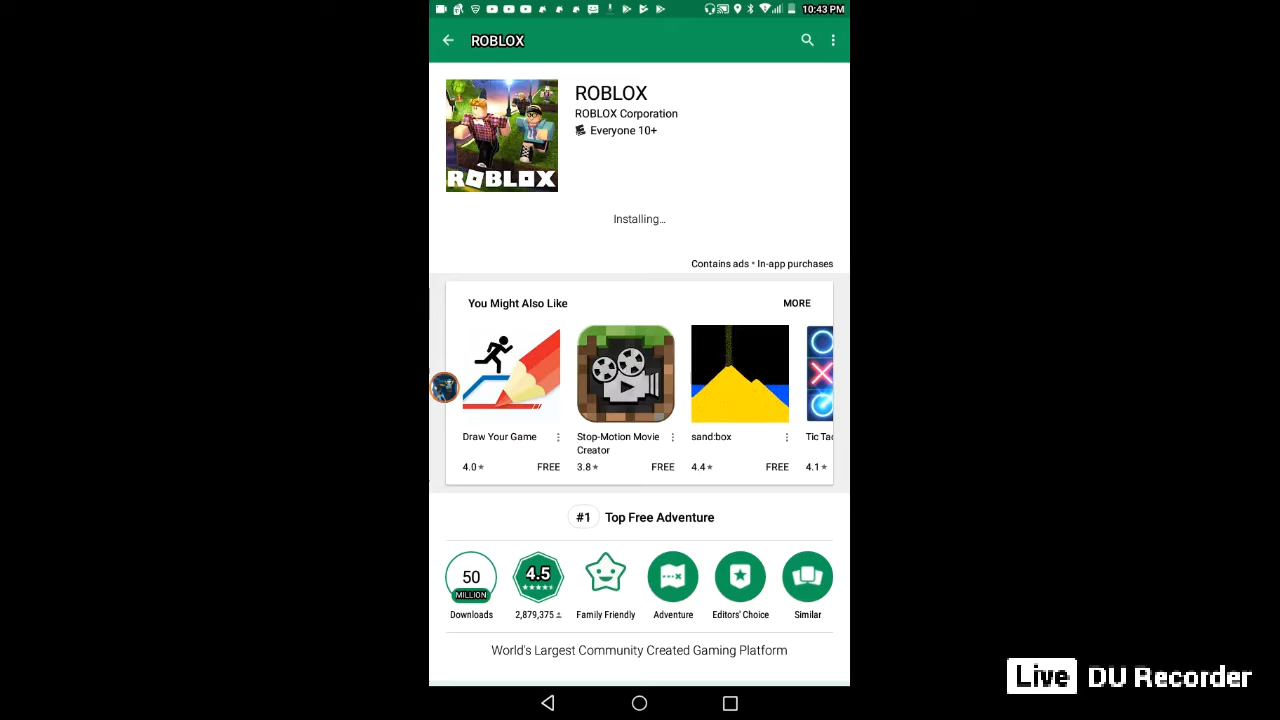 10:43 PM
ROBLOX
ROBLOX
ROBLOX
ROBLOX Corporation
Everyone 10+
Installing...
Contains ads • In-app purchases
You Might Also Like
MORE
Draw Your Game
Stop-Motion Movie Creator
sand:box
Tic Tac
4.0★ FREE
3.8★ FREE
4.4★ FREE
4.1★
#1 Top Free Adventure
50 MILLION
Downloads
4.5
2,879,375
Family Friendly
Adventure
Editors' Choice
Similar
World's Largest Community Created Gaming Platform
Live DU Recorder